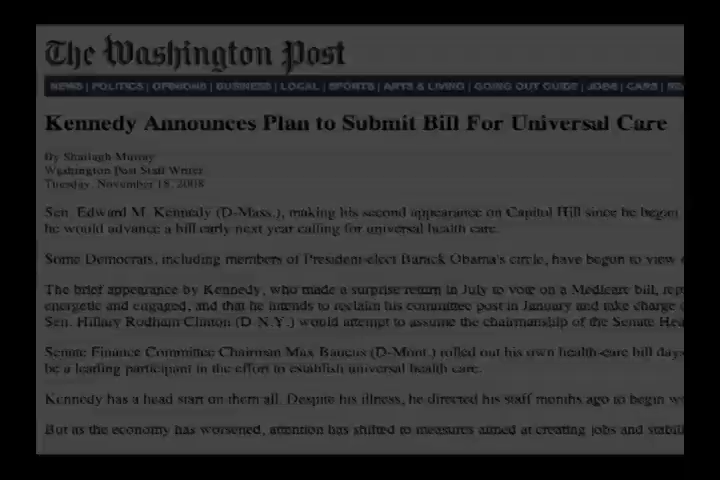 The Washington Post
NEWS | POLITICS | OPINIONS | BUSINESS | LOCAL | SPORTS | ARTS & LIVING | GOING OUT GUIDE | JOBS | CARS |
Kennedy Announces Plan to Submit Bill For Universal Care
By Shailagh Murray
Washington Post Staff Writer
Tuesday, November 18, 2008
Sen. Edward M. Kennedy (D-Mass.), making his second appearance on Capitol Hill since he began
he would advance a bill early next year calling for universal health care.
Some Democrats, including members of President-elect Barack Obama's circle, have begun to view
The brief appearance by Kennedy, who made a surprise return in July to vote on a Medicare bill,
energetic and engaged, and that he intends to reclaim his committee post in January and take charge
Sen. Hillary Rodham Clinton (D-N.Y.) would attempt to assume the chairmanship of the Senate
Senate Finance Committee Chairman Max Baucus (D-Mont.) rolled out his own health-care bill days
be a leading participant in the effort to establish universal health care.
Kennedy has a head start on them all. Despite his illness, he directed his staff months ago to begin
But as the economy has worsened, attention has shifted to measures aimed at creating jobs and